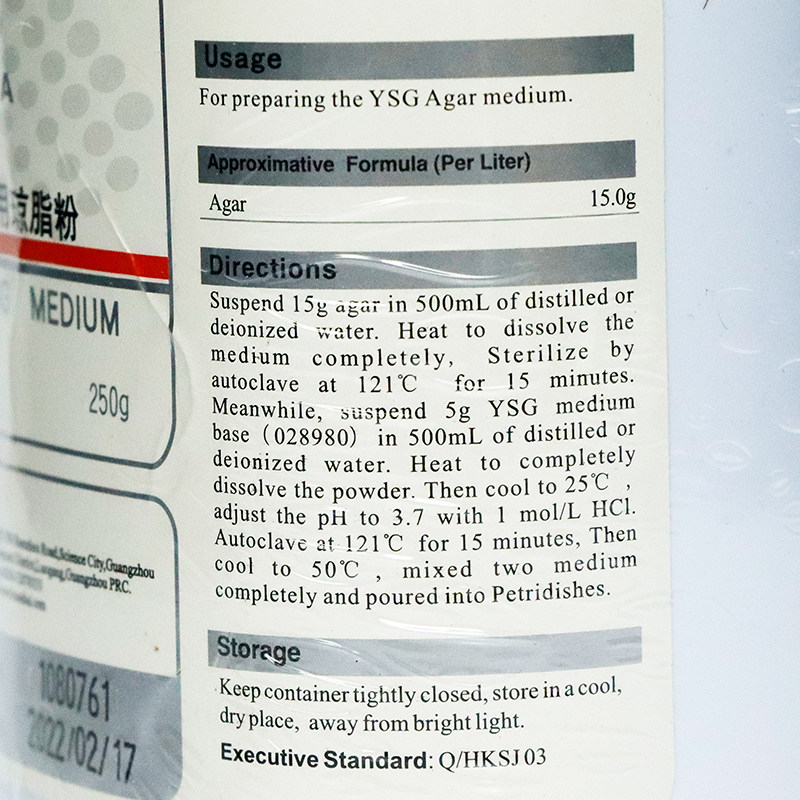 A
脂粉
MEDIUM
250g
Science City,Guangzhou
Guangzhou PRC.
1080761
2022/02/17
Usage
For preparing the YSG Agar medium.
Approximative Formula (Per Liter)
Agar 15.0g
Directions
Suspend 15g agar in 500mL of distilled or
deionized water. Heat to dissolve the
medium completely, Sterilize by
autoclave at 121℃ for 15 minutes.
Meanwhile, suspend 5g YSG medium
base (028980) in 500mL of distilled or
deionized water. Heat to completely
dissolve the powder. Then cool to 25℃ ,
adjust the pH to 3.7 with 1 mol/L HCl.
Autoclave at 121℃ for 15 minutes, Then
cool to 50℃ , mixed two medium
completely and poured into Petridishes.
Storage
Keep container tightly closed, store in a cool,
dry place, away from bright light.
Executive Standard: Q/HKSJ 03